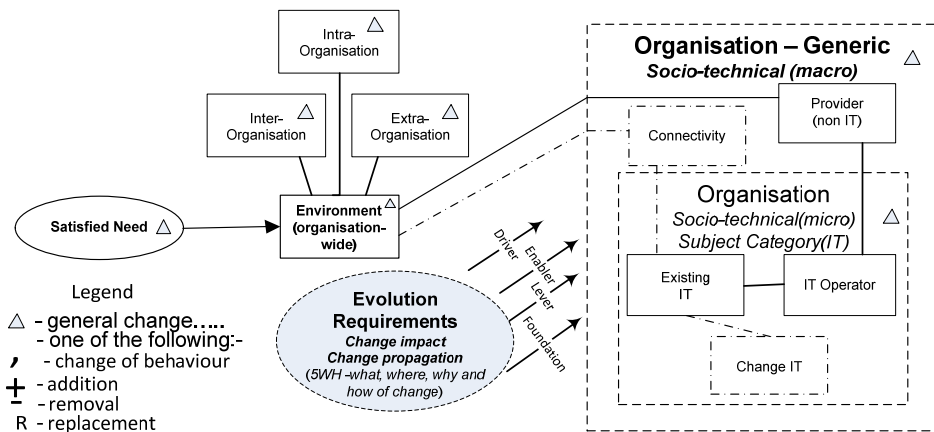 Intra-
Organisation
Inter-
Organisation
Extra-
Organisation
Satisfied Need
Environment
(organisation-
wide)
Organisation – Generic
Socio-technical (macro)
Provider
(non IT)
Connectivity
Organisation
Socio-technical(micro)
Subject Category(IT)
Existing
IT
IT Operator
Change IT
Driver
Enabler
Lever
Foundation
Evolution
Requirements
Change impact
Change propagation
(5WH -what, where, why and
how of change)
Legend
- general change.....
- one of the following:-
, - change of behaviour
+ - addition
- - removal
R - replacement